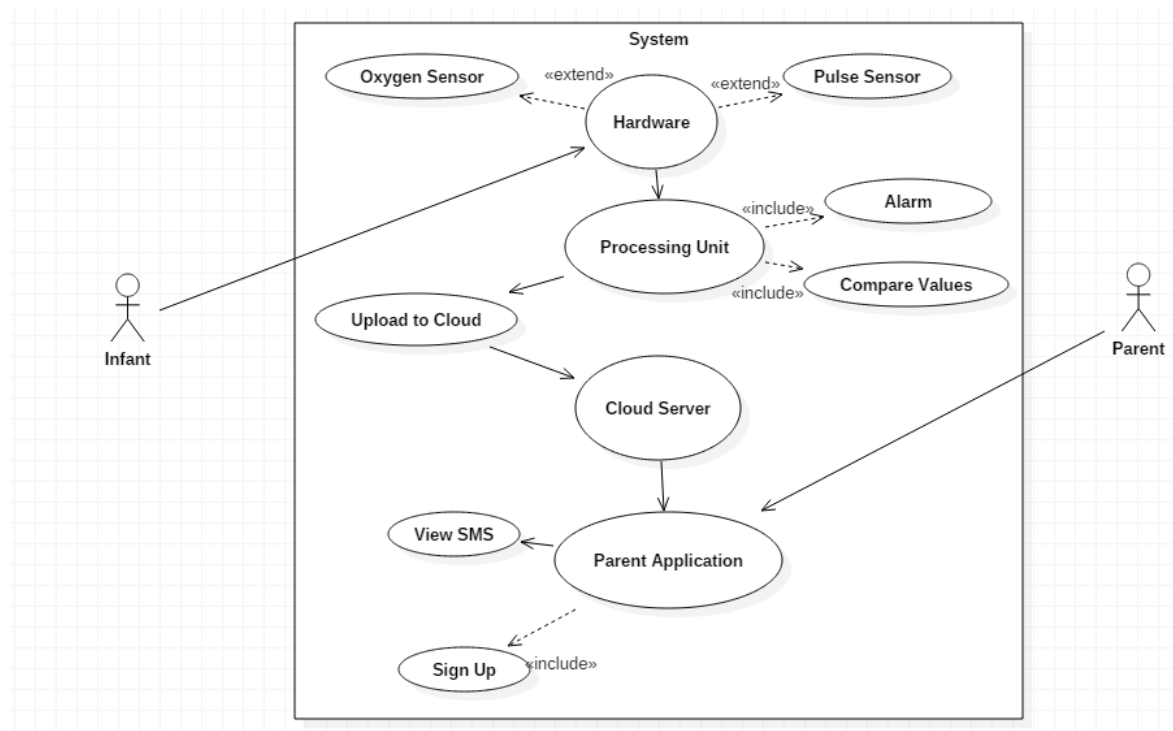 System
Oxygen Sensor
«extend»
Pulse Sensor
«extend»
Hardware
Alarm
«include»
Processing Unit
Compare Values
«include»
Upload to Cloud
Infant
Parent
Cloud Server
View SMS
Parent Application
Sign Up
«include»